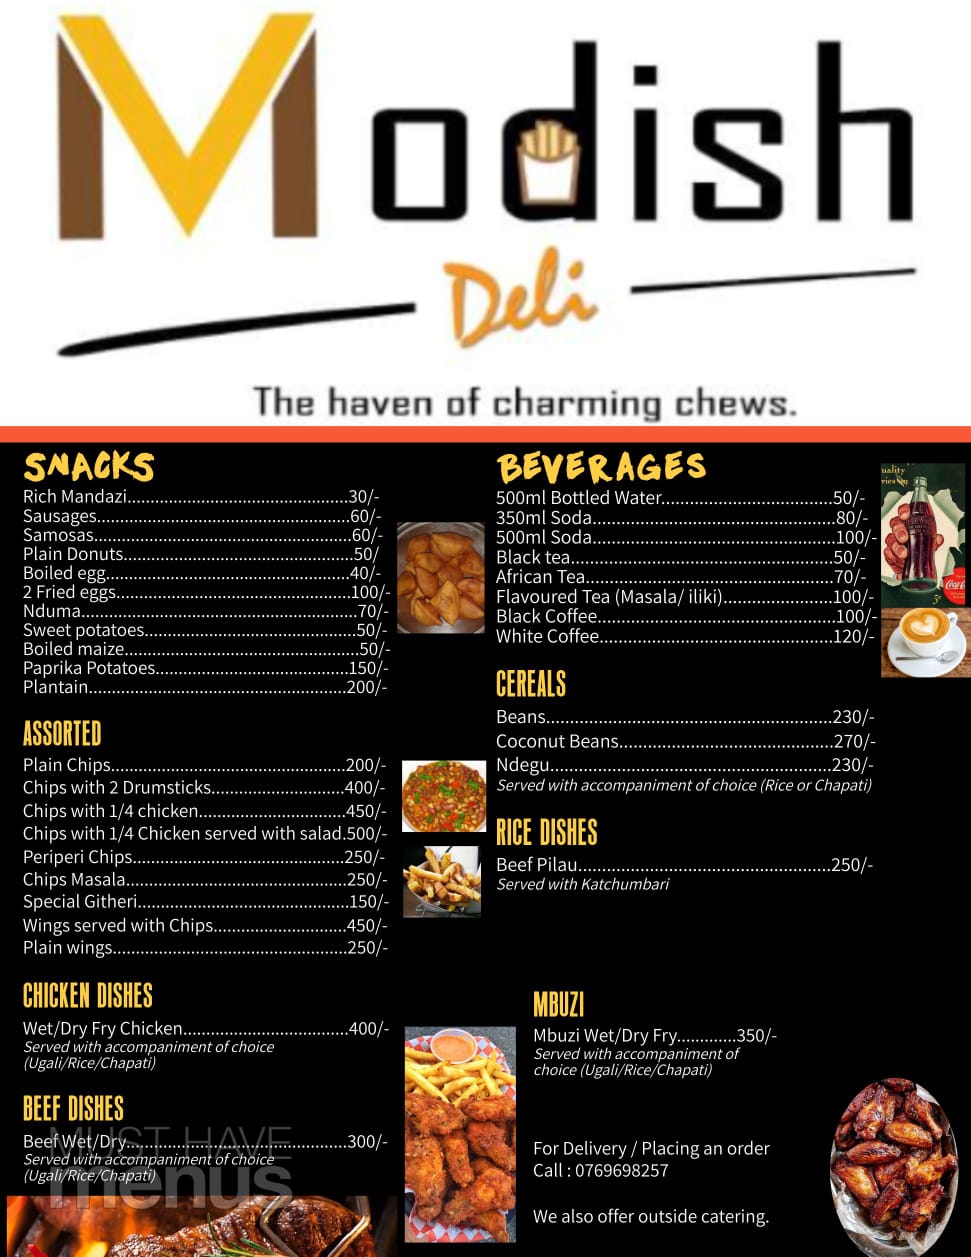 Modish
Deli
The haven of charming chews.
SNACKS
Rich Mandazi................................................30/-
Sausages......................................................60/-
Samosas.......................................................60/-
Plain Donuts.................................................50/
Boiled egg....................................................40/-
2 Fried eggs..................................................100/-
Nduma...........................................................70/-
Sweet potatoes..............................................50/-
Boiled maize..................................................50/-
Paprika Potatoes..........................................150/-
Plantain.......................................................200/-
ASSORTED
Plain Chips..................................................200/-
Chips with 2 Drumsticks.............................400/-
Chips with 1/4 chicken................................450/-
Chips with 1/4 Chicken served with salad.500/-
Periperi Chips..............................................250/-
Chips Masala................................................250/-
Special Githeri..............................................150/-
Wings served with Chips.............................450/-
Plain wings...................................................250/-
CHICKEN DISHES
Wet/Dry Fry Chicken....................................400/-
Served with accompaniment of choice
(Ugali/Rice/Chapati)
BEEF DISHES
Beef Wet/Dry................................................300/-
Served with accompaniment of choice
(Ugali/Rice/Chapati)
MUST HAVE
menus
BEVERAGES
500ml Bottled Water.....................................50/-
350ml Soda....................................................80/-
500ml Soda....................................................100/-
Black tea.........................................................50/-
African Tea.....................................................70/-
Flavoured Tea (Masala/ iliki)........................100/-
Black Coffee...................................................100/-
White Coffee..................................................120/-
uality
ries on
5¢
Coca-Cola
CEREALS
Beans.............................................................230/-
Coconut Beans..............................................270/-
Ndegu............................................................230/-
Served with accompaniment of choice (Rice or Chapati)
RICE DISHES
Beef Pilau......................................................250/-
Served with Katchumbari
MBUZI
Mbuzi Wet/Dry Fry.............350/-
Served with accompaniment of
choice (Ugali/Rice/Chapati)
For Delivery / Placing an order
Call : 0769698257
We also offer outside catering.